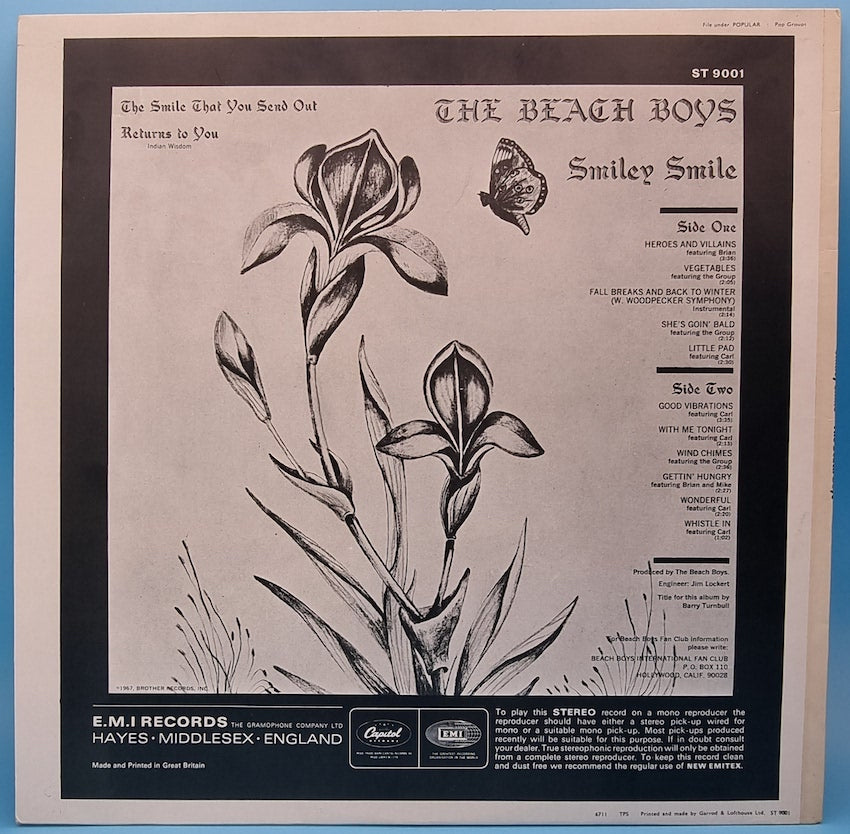 File under POPULAR : Pop Groups
ST 9001
The Smile That You Send Out
Returns to You
Indian Wisdom
THE BEACH BOYS
Smiley Smile
Side One
HEROES AND VILLAINS
featuring Brian
(3:36)
VEGETABLES
featuring the Group
(2:05)
FALL BREAKS AND BACK TO WINTER
(W. WOODPECKER SYMPHONY)
Instrumental
(2:14)
SHE'S GOIN' BALD
featuring the Group
(2:12)
LITTLE PAD
featuring Carl
(2:30)
Side Two
GOOD VIBRATIONS
featuring Carl
(3:35)
WITH ME TONIGHT
featuring Carl
(2:13)
WIND CHIMES
featuring the Group
(2:36)
GETTIN' HUNGRY
featuring Brian and Mike
(2:27)
WONDERFUL
featuring Carl
(2:20)
WHISTLE IN
featuring Carl
(1:02)
Produced by The Beach Boys.
Engineer: Jim Lockert
Title for this album by
Barry Turnbull
For Beach Boys Fan Club information
please write:
BEACH BOYS INTERNATIONAL FAN CLUB
P.O. BOX 110
HOLLYWOOD, CALIF. 90028
©1967, BROTHER RECORDS, INC.
E.M.I RECORDS THE GRAMOPHONE COMPANY LTD
HAYES · MIDDLESEX · ENGLAND
Made and Printed in Great Britain
Capitol
RECORDS
EMI
THE GREATEST RECORDING
ORGANISATION IN THE WORLD
To play this STEREO record on a mono reproducer the
reproducer should have either a stereo pick-up wired for
mono or a suitable mono pick-up. Most pick-ups produced
recently will be suitable for this purpose. If in doubt consult
your dealer. True stereophonic reproduction will only be obtained
from a complete stereo reproducer. To keep this record clean
and dust free we recommend the regular use of NEW EMITEX.
6711 TPS Printed and made by Garrod & Lofthouse Ltd. ST 9001